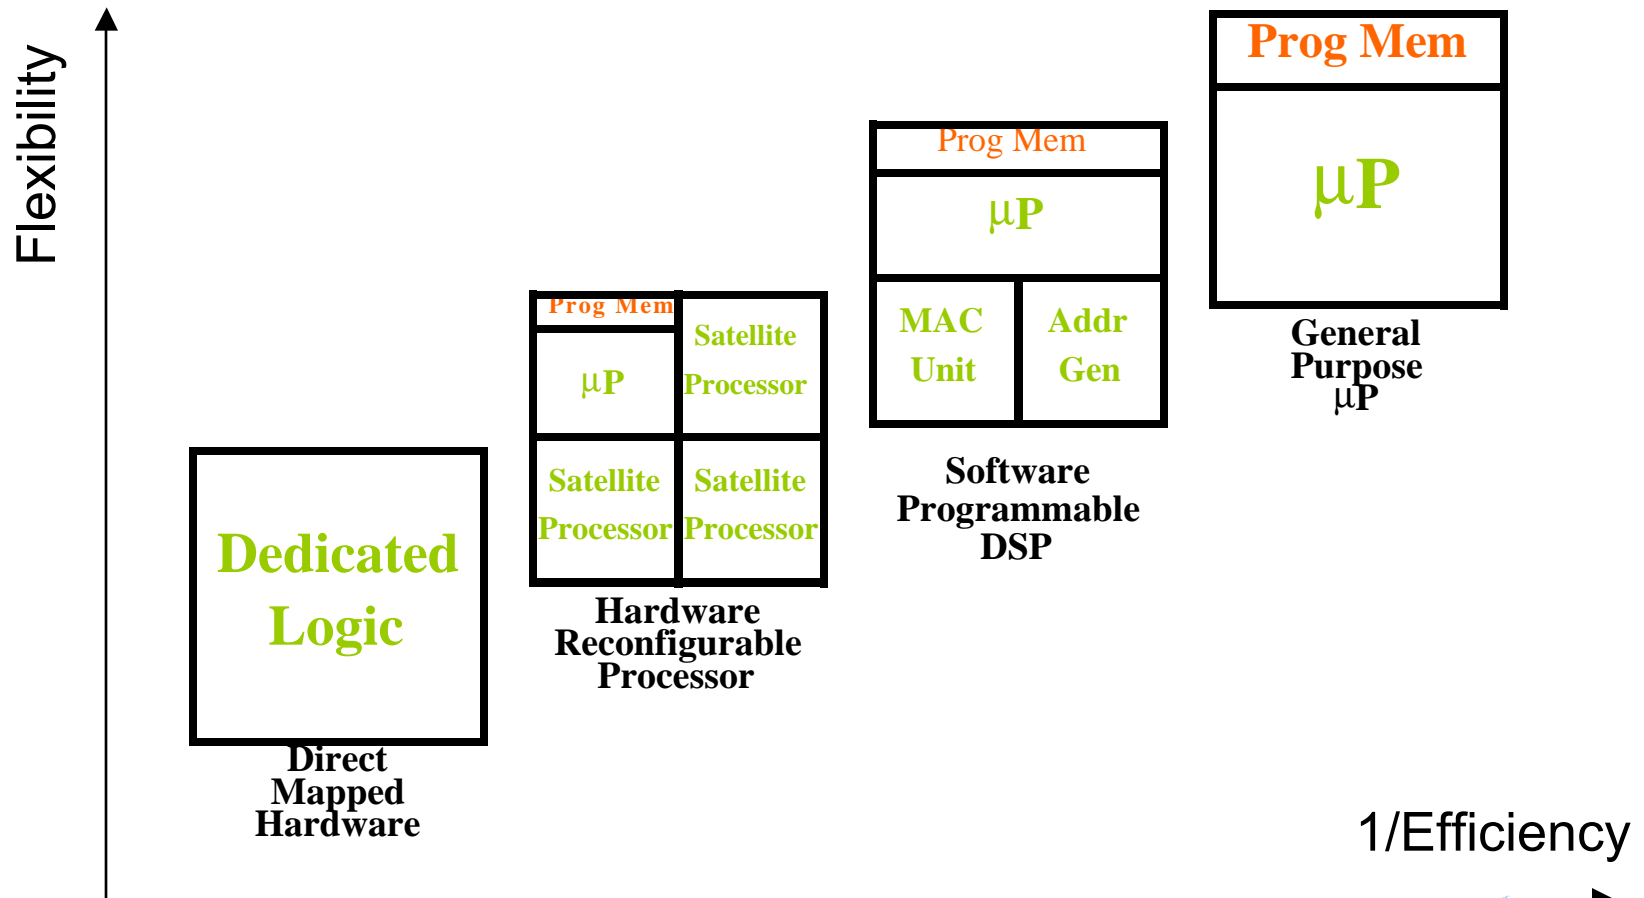 Flexibility
Prog Mem
μP
General
Purpose
μP
Prog Mem
μP
MAC
Unit
Addr
Gen
Software
Programmable
DSP
Prog Mem
μP
Satellite
Processor
Satellite
Processor
Satellite
Processor
Hardware
Reconfigurable
Processor
Dedicated
Logic
Direct
Mapped
Hardware
1/Efficiency